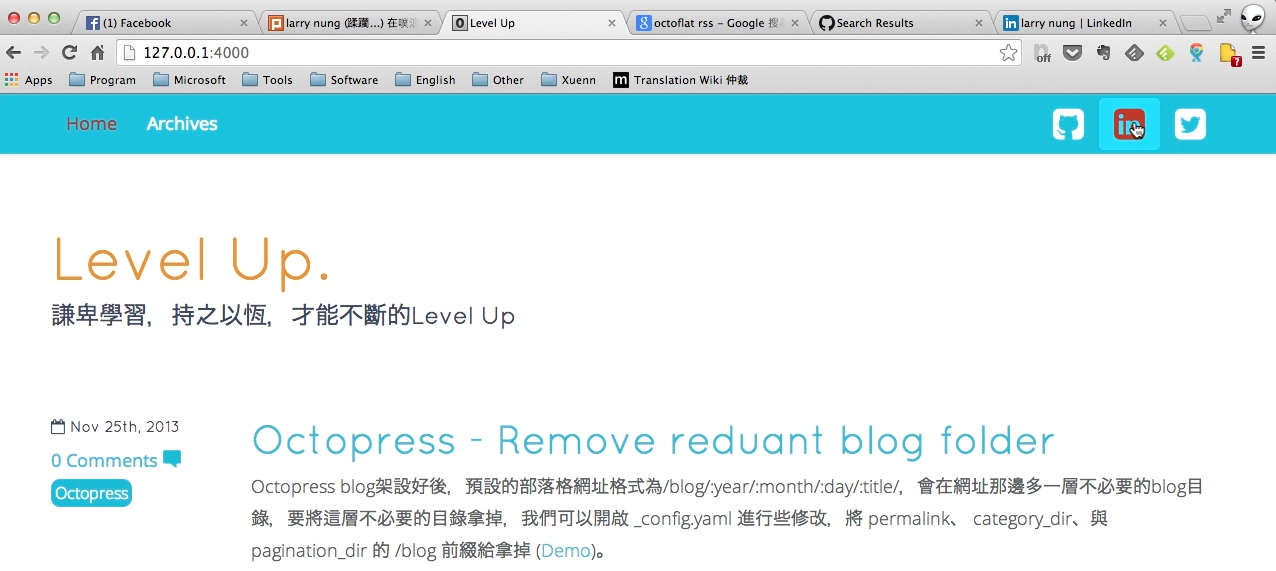 (1) Facebook
larry nung (蹂躪...) 在噗
Level Up
octoflat rss - Google
Search Results
larry nung | LinkedIn
127.0.0.1:4000
off
?
Apps
Program
Microsoft
Tools
Software
English
Other
Xuenn
m
Translation Wiki 仲裁
Home
Archives
in
Level Up.
謙卑學習, 持之以恆, 才能不斷的Level Up
Nov 25th, 2013
0 Comments
Octopress
Octopress - Remove reduant blog folder
Octopress blog架設好後, 預設的部落格網址格式為/blog/:year/:month/:day/:title/, 會在網址那邊多一層不必要的blog目
錄, 要將這層不必要的目錄拿掉, 我們可以開啟 _config.yaml 進行些修改, 將 permalink、 category_dir、與
pagination_dir 的 /blog 前綴給拿掉 (Demo)。